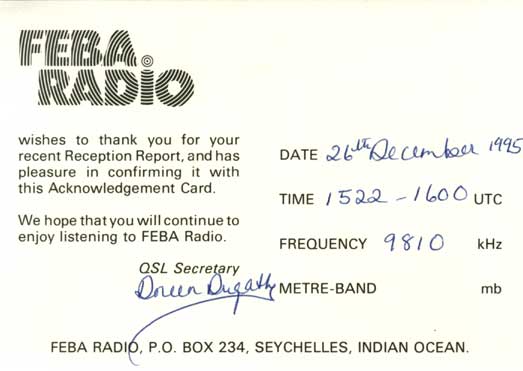 FEBA
RADIO
wishes to thank you for your
recent Reception Report, and has
pleasure in confirming it with
this Acknowledgement Card.
We hope that you will continue to
enjoy listening to FEBA Radio.
QSL Secretary
Doreen Dugathy
DATE 26th December 1995
TIME 1522 - 1600 UTC
FREQUENCY 9810 kHz
METRE-BAND mb
FEBA RADIO, P.O. BOX 234, SEYCHELLES, INDIAN OCEAN.